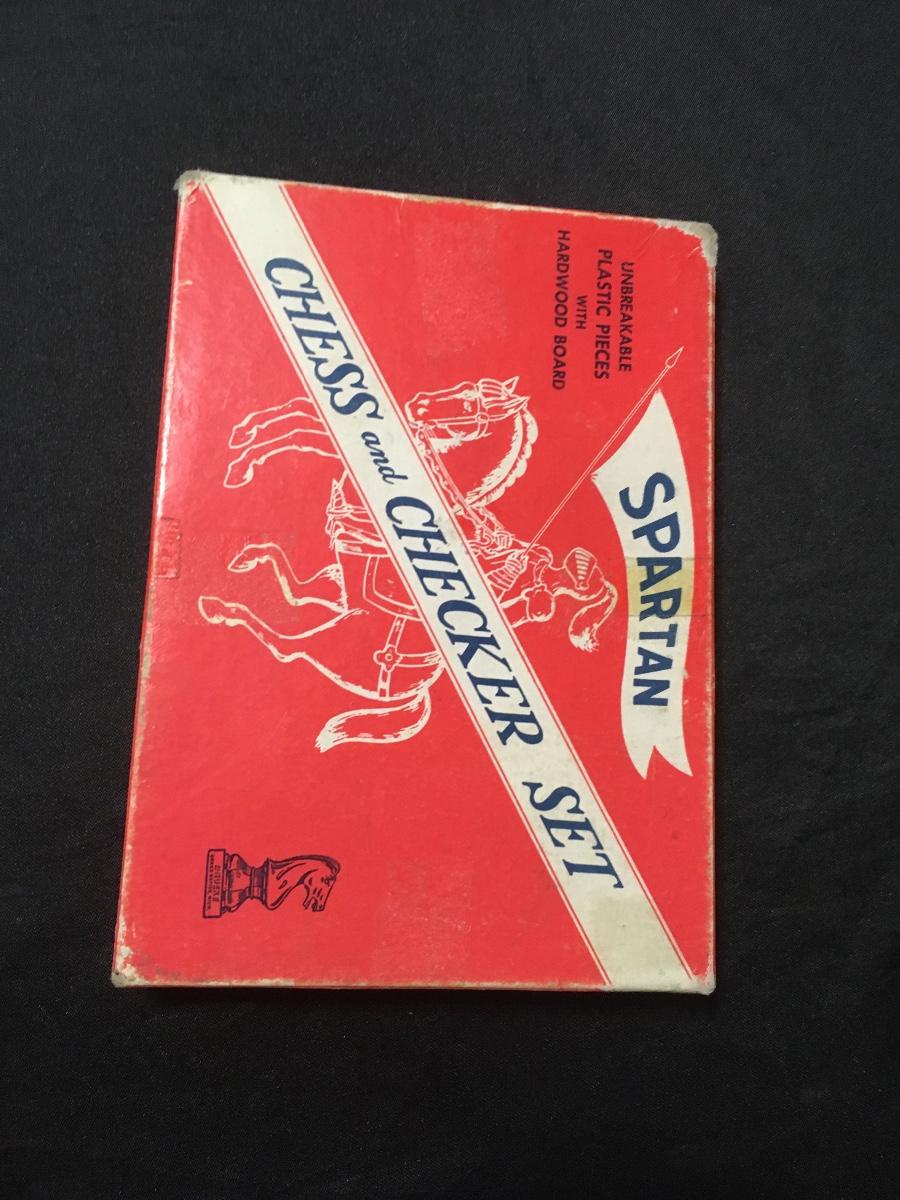 UNBREAKABLE
PLASTIC PIECES
WITH
HARDWOOD BOARD
SPARTAN
CHESS and CHECKER SET